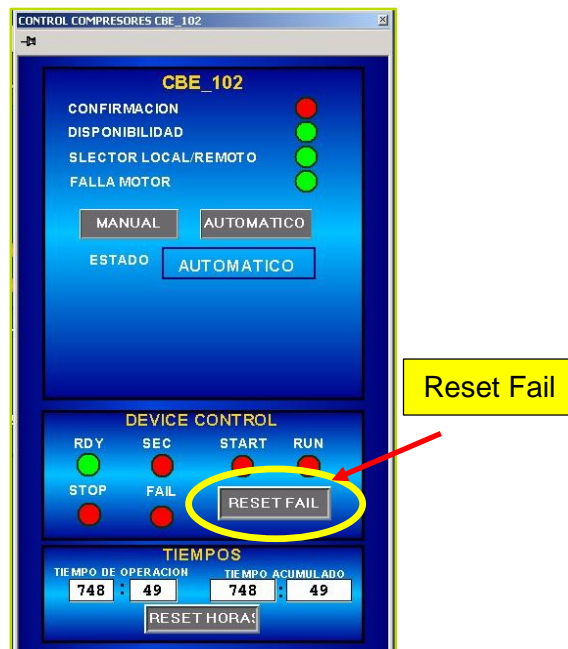 CONTROL COMPRESORES CBE_102
CBE_102
CONFIRMACION
DISPONIBILIDAD
SLECTOR LOCAL/REMOTO
FALLA MOTOR
MANUAL AUTOMATICO
ESTADO AUTOMATICO
Reset Fail
DEVICE CONTROL
RDY SEC START RUN
STOP FAIL RESET FAIL
TIEMPOS
TIEMPO DE OPERACION TIEMPO ACUMULADO
748 : 49 748 : 49
RESET HORAS